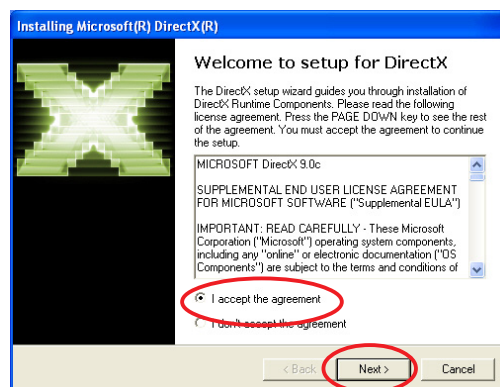 Installing Microsoft(R) DirectX(R)
Welcome to setup for DirectX
The DirectX setup wizard guides you through installation of
DirectX Runtime Components. Please read the following
license agreement. Press the PAGE DOWN key to see the rest
of the agreement. You must accept the agreement to continue
the setup.
MICROSOFT DirectX 9.0c
SUPPLEMENTAL END USER LICENSE AGREEMENT
FOR MICROSOFT SOFTWARE ("Supplemental EULA")
IMPORTANT: READ CAREFULLY - These Microsoft
Corporation ("Microsoft") operating system components,
including any "online" or electronic documentation ("OS
Components") are subject to the terms and conditions of
I accept the agreement
I don't accept the agreement
< Back
Next >
Cancel